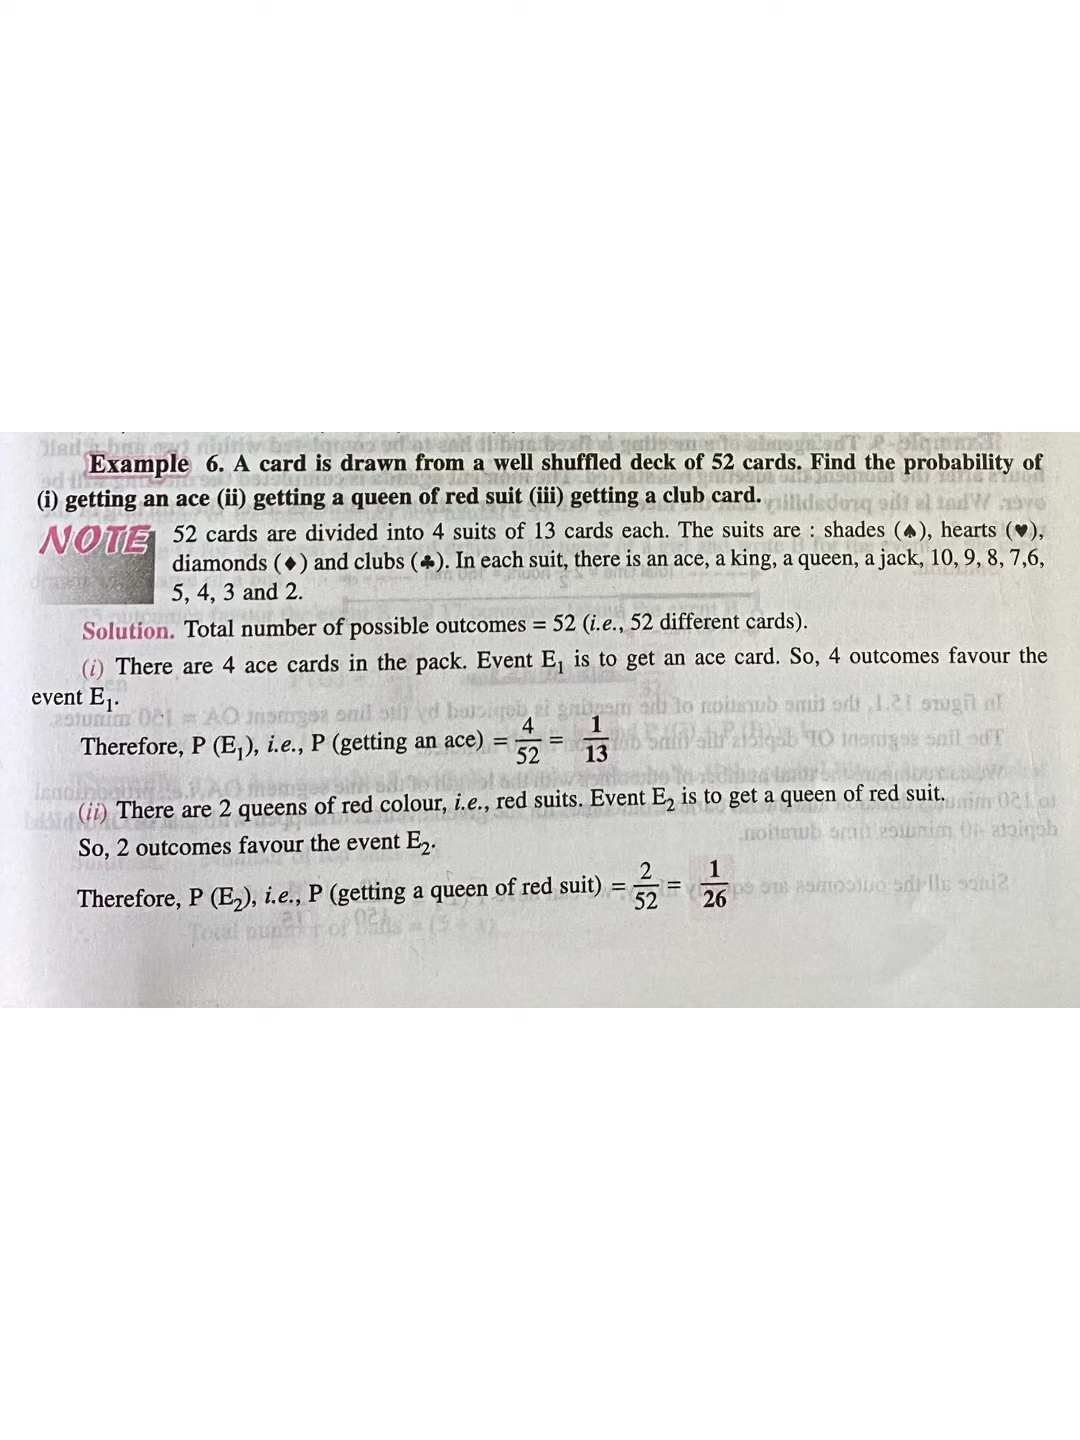 Example 6. A card is drawn from a well shuffled deck of 52 cards. Find the probability of
(i) getting an ace (ii) getting a queen of red suit (iii) getting a club card.
NOTE 52 cards are divided into 4 suits of 13 cards each. The suits are : shades (♠), hearts (♥),
diamonds (♦) and clubs (♣). In each suit, there is an ace, a king, a queen, a jack, 10, 9, 8, 7,6,
5, 4, 3 and 2.
Solution. Total number of possible outcomes = 52 (i.e., 52 different cards).
(i) There are 4 ace cards in the pack. Event E₁ is to get an ace card. So, 4 outcomes favour the
event E₁.
Therefore, P (E₁), i.e., P (getting an ace) = 4/52 = 1/13
(ii) There are 2 queens of red colour, i.e., red suits. Event E₂ is to get a queen of red suit.
So, 2 outcomes favour the event E₂.
Therefore, P (E₂), i.e., P (getting a queen of red suit) = 2/52 = 1/26